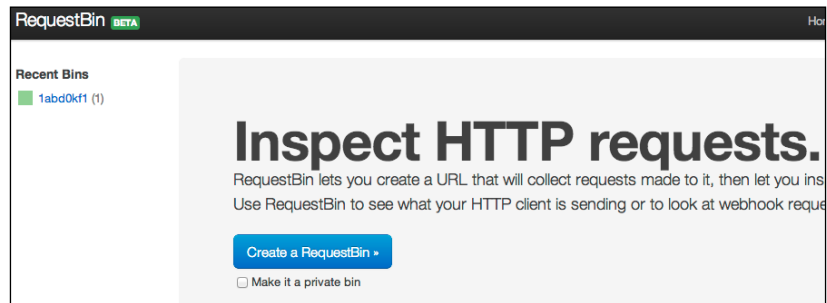 RequestBin BETA
Hor
Recent Bins
1abd0kf1 (1)
Inspect HTTP requests.
RequestBin lets you create a URL that will collect requests made to it, then let you ins
Use RequestBin to see what your HTTP client is sending or to look at webhook reque
Create a RequestBin »
Make it a private bin